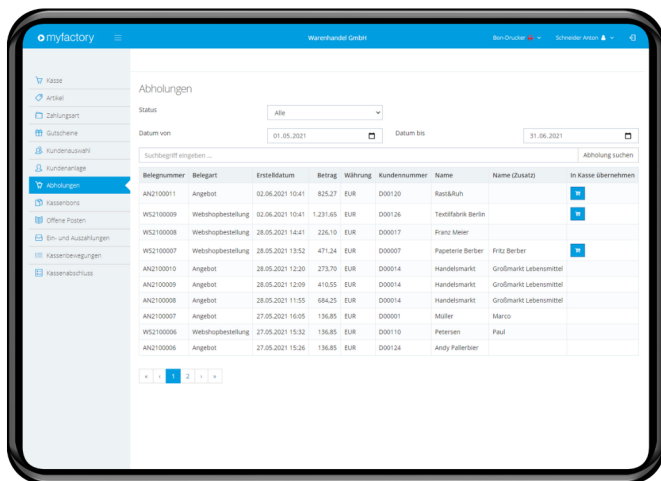 myfactory Warenhandel GmbH Bon-Drucker Schneider Anton
Kasse
Artikel
Zahlungsart
Gutscheine
Kundenauswahl
Kundenanlage
Abholungen
Kassenbons
Offene Posten
Ein- und Auszahlungen
Kassenbewegungen
Kassenabschluss
Abholungen
Status Alle
Datum von 01.05.2021 Datum bis 31.06.2021
Suchbegriff eingeben ... Abholung suchen
Belegnummer Belegart Erstelldatum Betrag Währung Kundennummer Name Name (Zusatz) In Kasse übernehmen
AN2100011 Angebot 02.06.2021 10:41 825,27 EUR D00120 Rast&Ruh
WS2100009 Webshopbestellung 02.06.2021 10:41 1.231,65 EUR D00126 Textilfabrik Berlin
WS2100008 Webshopbestellung 28.05.2021 14:41 226,10 EUR D00017 Franz Meier
WS2100007 Webshopbestellung 28.05.2021 13:52 471,24 EUR D00007 Papeterie Berber Fritz Berber
AN2100010 Angebot 28.05.2021 12:20 273,70 EUR D00014 Handelsmarkt Großmarkt Lebensmittel
AN2100009 Angebot 28.05.2021 12:09 410,55 EUR D00014 Handelsmarkt Großmarkt Lebensmittel
AN2100008 Angebot 28.05.2021 11:55 684,25 EUR D00014 Handelsmarkt Großmarkt Lebensmittel
AN2100007 Angebot 27.05.2021 16:05 136,85 EUR D00001 Müller Marco
WS2100006 Webshopbestellung 27.05.2021 15:32 136,85 EUR D00110 Petersen Paul
AN2100006 Angebot 27.05.2021 15:26 136,85 EUR D00124 Andy Pallerbier
« ‹ 1 2 › »